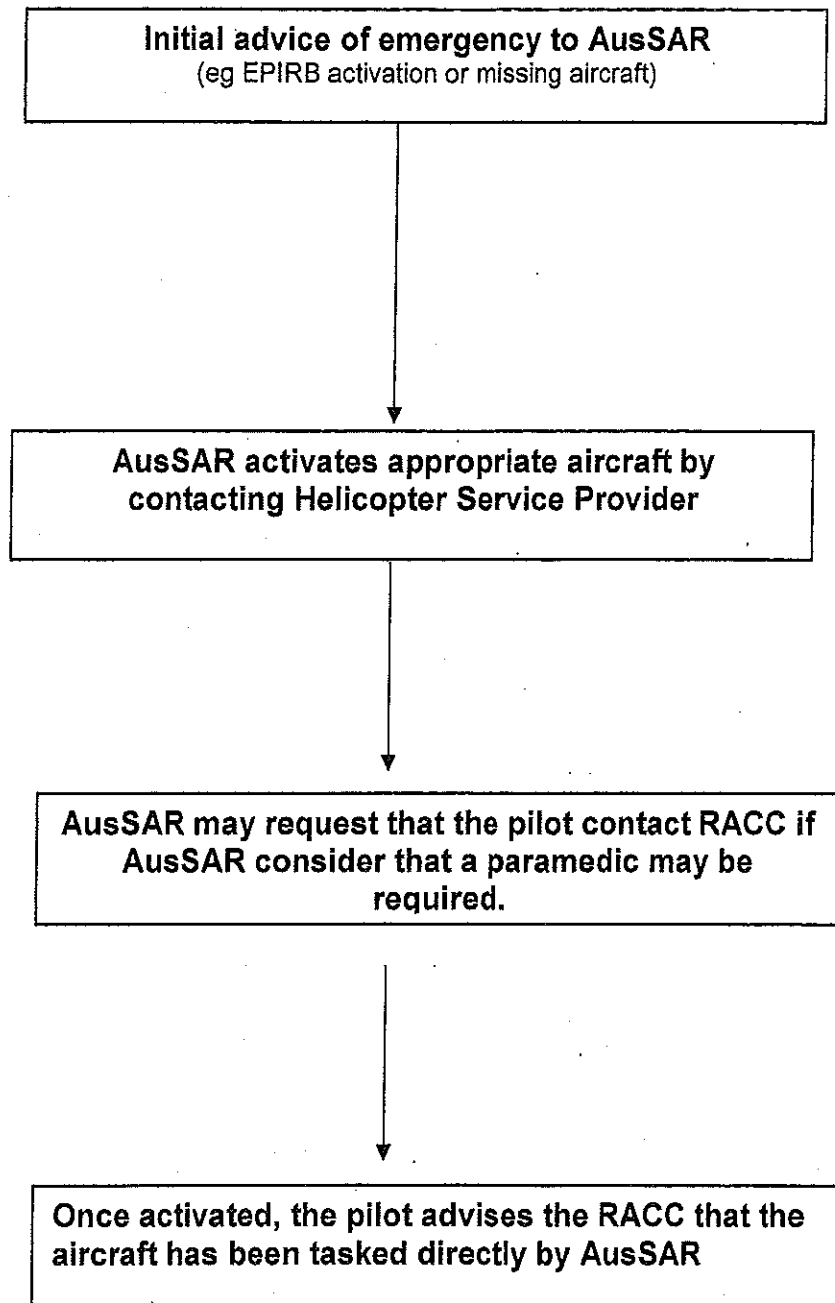 Initial advice of emergency to AusSAR
(eg EPIRB activation or missing aircraft)
AusSAR activates appropriate aircraft by
contacting Helicopter Service Provider
AusSAR may request that the pilot contact RACC if
AusSAR consider that a paramedic may be
required.
Once activated, the pilot advises the RACC that the
aircraft has been tasked directly by AusSAR